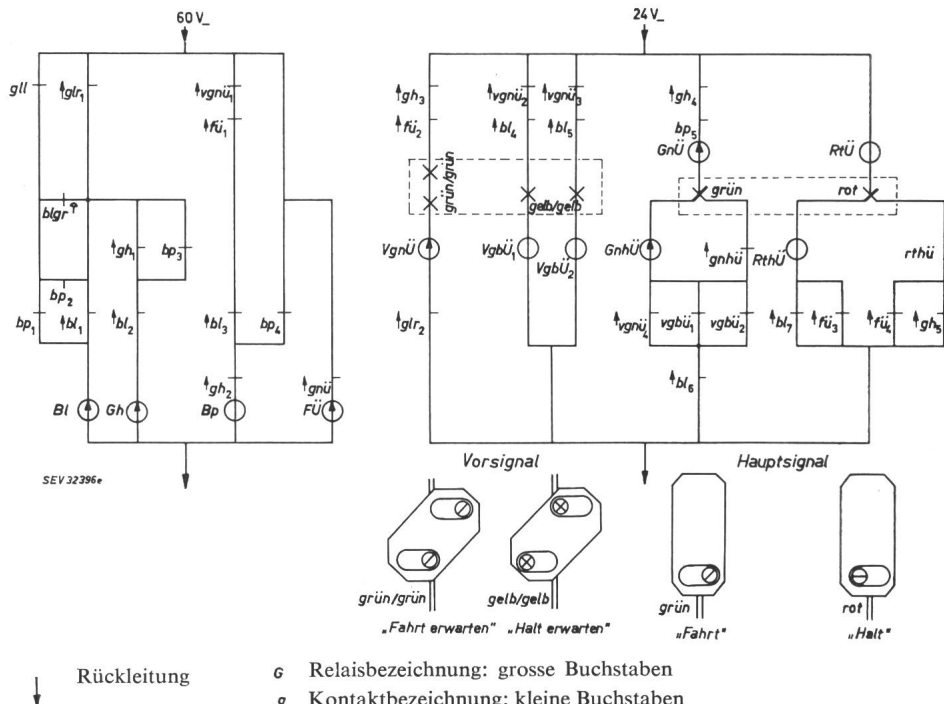 60 V_
24 V_
gll
glr₁
vgnü₁
fü₁
gh₃
fü₂
vgnü₂
vgnü₃
bl₄
bl₅
gh₄
bp₅
GnÜ
RtÜ
grün/grün
gelb/gelb
grün
rot
blgr
gh₁
bp₃
VgnÜ
VgbÜ₁
VgbÜ₂
GnhÜ
gnhü
RthÜ
rthü
bp₂
bp₁
bl₁
bl₂
bl₃
bp₄
glr₂
vgnü₄
vgbü₁
vgbü₂
bl₇
fü₃
fü₄
gh₅
gh₂
gnü
bl₆
Bl
Gh
Bp
FÜ
SEV 32396e
Vorsignal
Hauptsignal
grün/grün
gelb/gelb
grün
rot
„Fahrt erwarten"
„Halt erwarten"
„Fahrt"
„Halt"
Rückleitung
G Relaisbezeichnung: grosse Buchstaben
g Kontaktbezeichnung: kleine Buchstaben